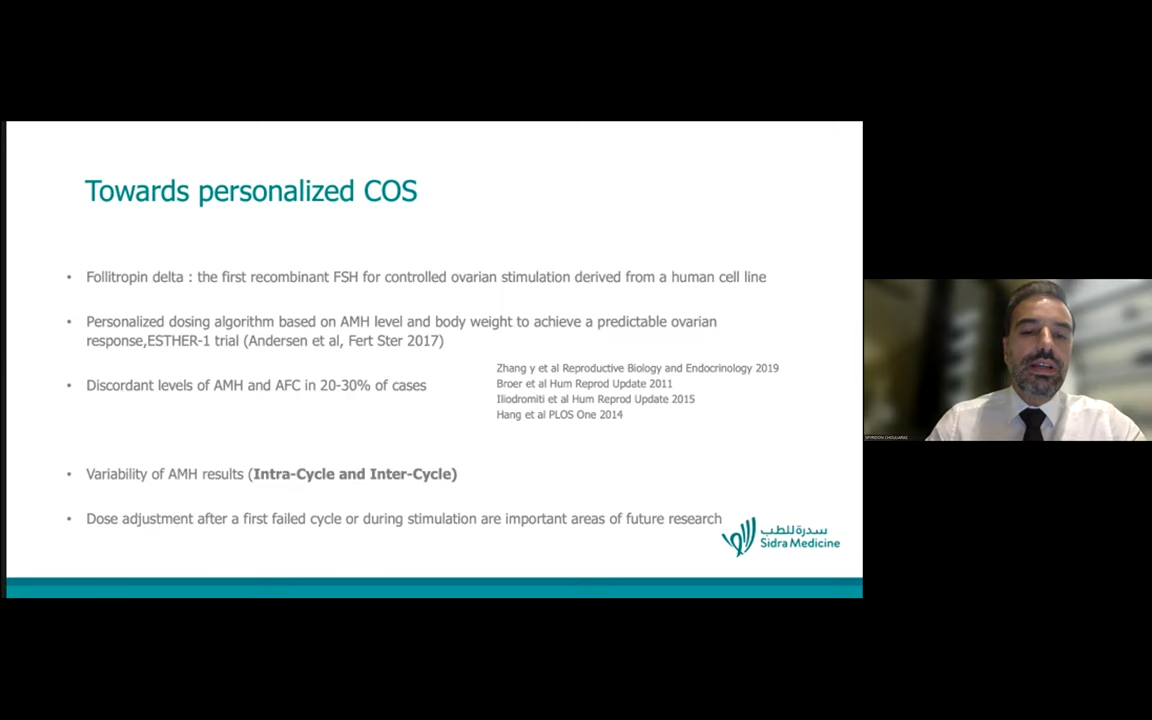 Towards personalized COS
• Follitropin delta : the first recombinant FSH for controlled ovarian stimulation derived from a human cell line
• Personalized dosing algorithm based on AMH level and body weight to achieve a predictable ovarian
response,ESTHER-1 trial (Andersen et al, Fert Ster 2017)
• Discordant levels of AMH and AFC in 20-30% of cases
Zhang y et al Reproductive Biology and Endocrinology 2019
Broer et al Hum Reprod Update 2011
Iliodromiti et al Hum Reprod Update 2015
Hang et al PLOS One 2014
• Variability of AMH results (Intra-Cycle and Inter-Cycle)
• Dose adjustment after a first failed cycle or during stimulation are important areas of future research
سدرة للطب
Sidra Medicine
SPYRIDON CHOULIARAS